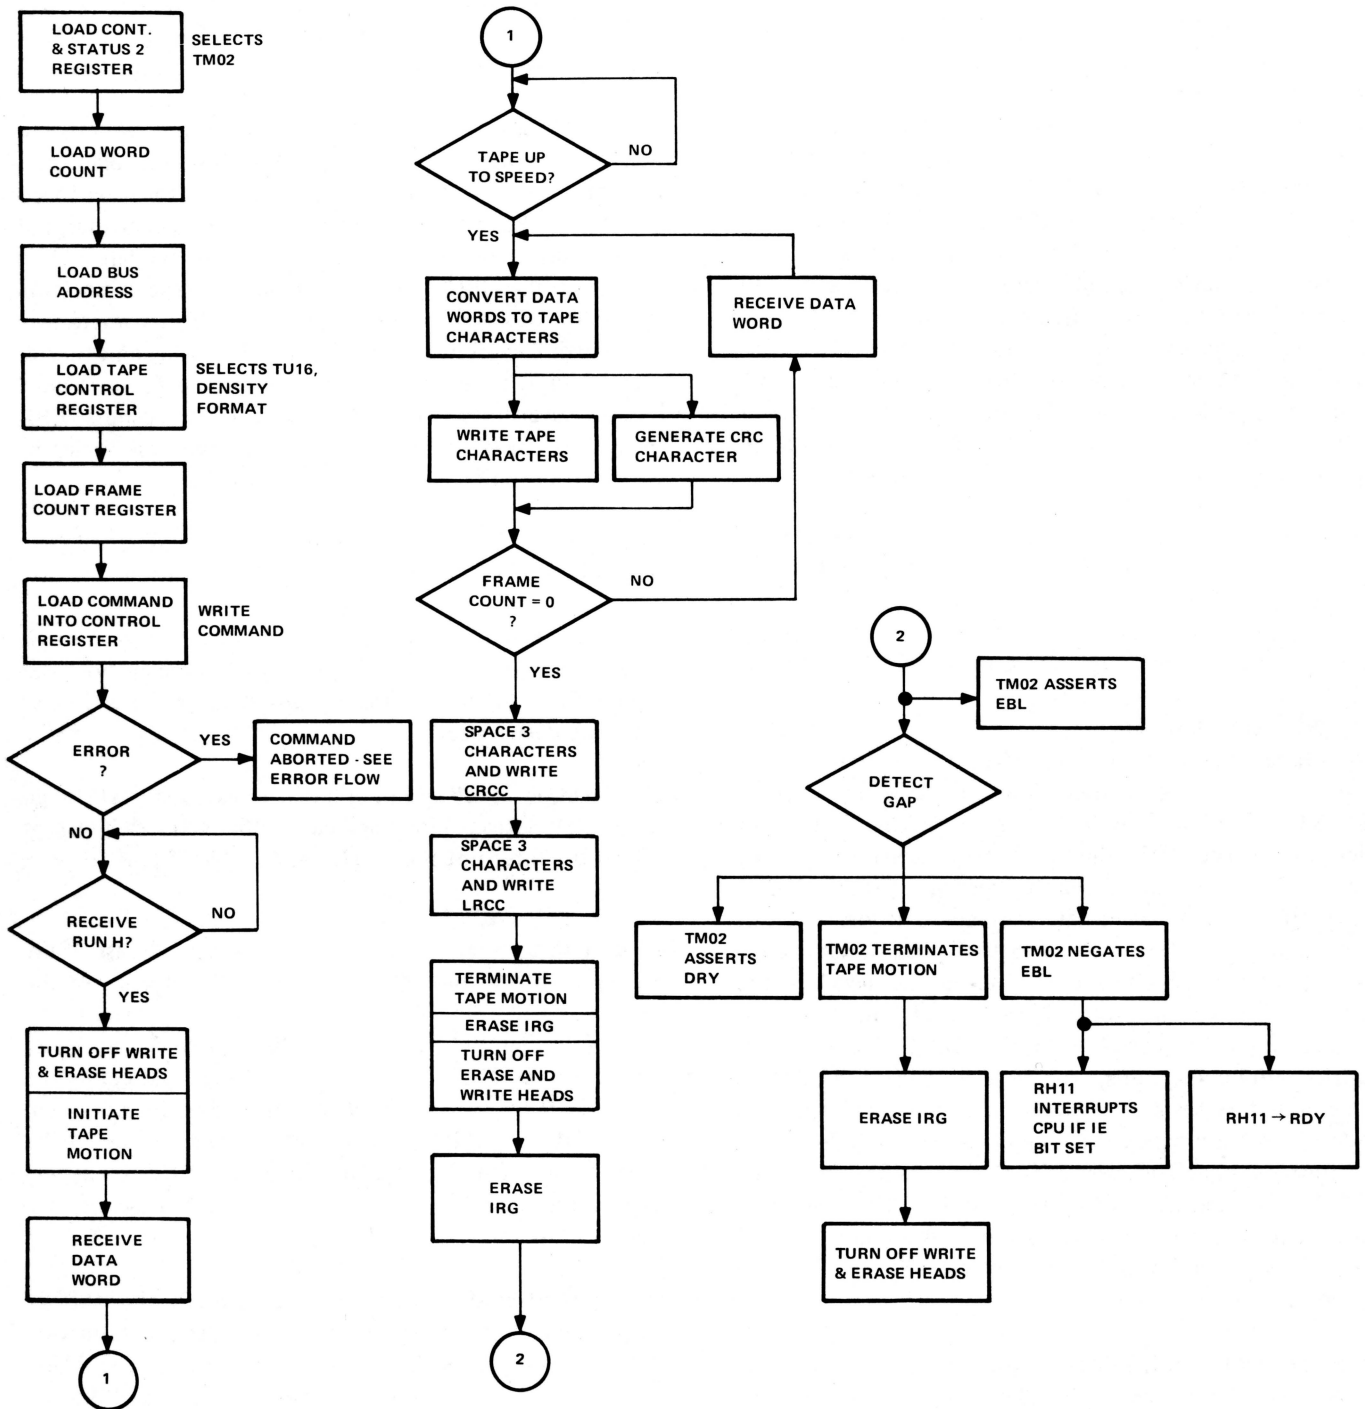 LOAD CONT.
& STATUS 2
REGISTER
SELECTS
TM02
LOAD WORD
COUNT
LOAD BUS
ADDRESS
LOAD TAPE
CONTROL
REGISTER
SELECTS TU16,
DENSITY
FORMAT
LOAD FRAME
COUNT REGISTER
LOAD COMMAND
INTO CONTROL
REGISTER
WRITE
COMMAND
ERROR
?
YES
COMMAND
ABORTED - SEE
ERROR FLOW
NO
RECEIVE
RUN H?
NO
YES
TURN OFF WRITE
& ERASE HEADS
INITIATE
TAPE
MOTION
RECEIVE
DATA
WORD
1
1
TAPE UP
TO SPEED?
NO
YES
CONVERT DATA
WORDS TO TAPE
CHARACTERS
RECEIVE DATA
WORD
WRITE TAPE
CHARACTERS
GENERATE CRC
CHARACTER
FRAME
COUNT = 0
?
NO
YES
SPACE 3
CHARACTERS
AND WRITE
CRCC
SPACE 3
CHARACTERS
AND WRITE
LRCC
TERMINATE
TAPE MOTION
ERASE IRG
TURN OFF
ERASE AND
WRITE HEADS
ERASE
IRG
2
2
TM02 ASSERTS
EBL
DETECT
GAP
TM02
ASSERTS
DRY
TM02 TERMINATES
TAPE MOTION
TM02 NEGATES
EBL
ERASE IRG
RH11
INTERRUPTS
CPU IF IE
BIT SET
RH11 → RDY
TURN OFF WRITE
& ERASE HEADS